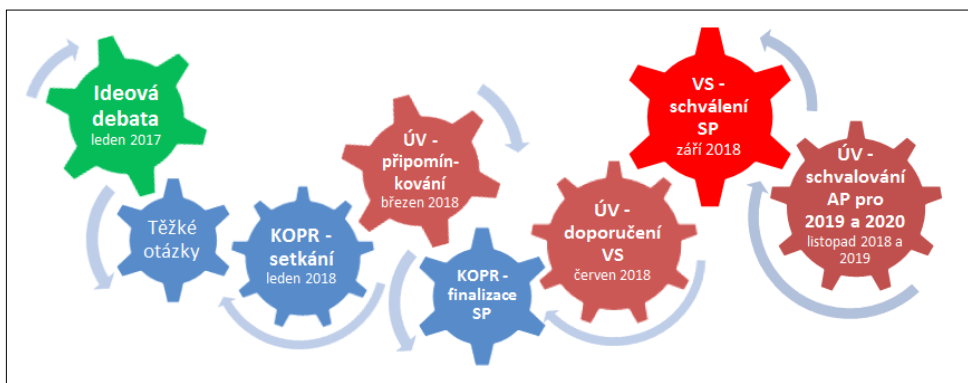 Ideová
debata
leden 2017
Těžké
otázky
KOPR -
setkání
leden 2018
ÚV -
připomín-
kování
březen 2018
KOPR -
finalizace
SP
ÚV -
doporučení
VS
červen 2018
VS -
schválení
SP
září 2018
ÚV -
schvalování
AP pro
2019 a 2020
listopad 2018 a
2019